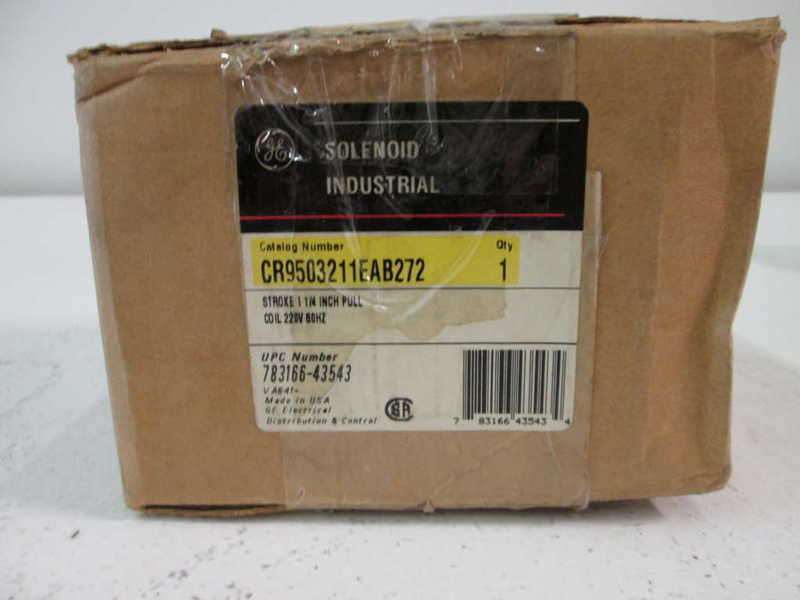 GE SOLENOID
INDUSTRIAL
Catalog Number Qty
CR9503211EAB272 1
STROKE 1 1/4 INCH PULL
COIL 220V 60HZ
UPC Number
783166-43543
Made in USA
GE Electrical
Distribution & Control
7 83166 43543 4